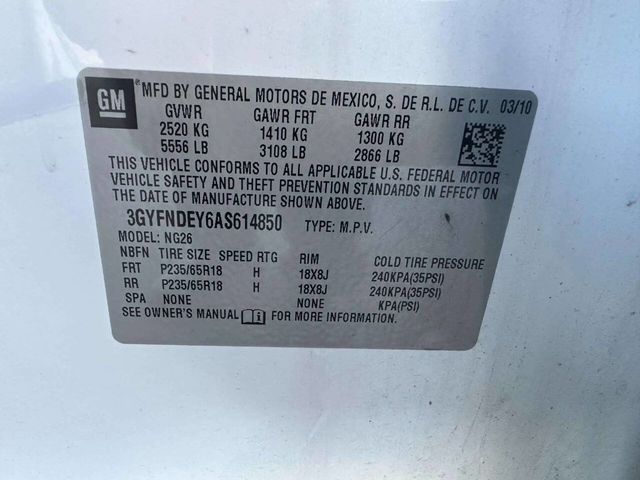 GM ® MFD BY GENERAL MOTORS DE MEXICO, S. DE R.L. DE C.V. 03/10
GVWR GAWR FRT GAWR RR
2520 KG 1410 KG 1300 KG
5556 LB 3108 LB 2866 LB
THIS VEHICLE CONFORMS TO ALL APPLICABLE U.S. FEDERAL MOTOR
VEHICLE SAFETY AND THEFT PREVENTION STANDARDS IN EFFECT ON
THE DATE OF MANUFACTURE SHOWN ABOVE.
3GYFNDEY6AS614850 TYPE: M.P.V.
MODEL: NG26
NBFN TIRE SIZE SPEED RTG RIM COLD TIRE PRESSURE
FRT P235/65R18 H 18X8J 240KPA(35PSI)
RR P235/65R18 H 18X8J 240KPA(35PSI)
SPA NONE NONE KPA(PSI)
SEE OWNER'S MANUAL FOR MORE INFORMATION.